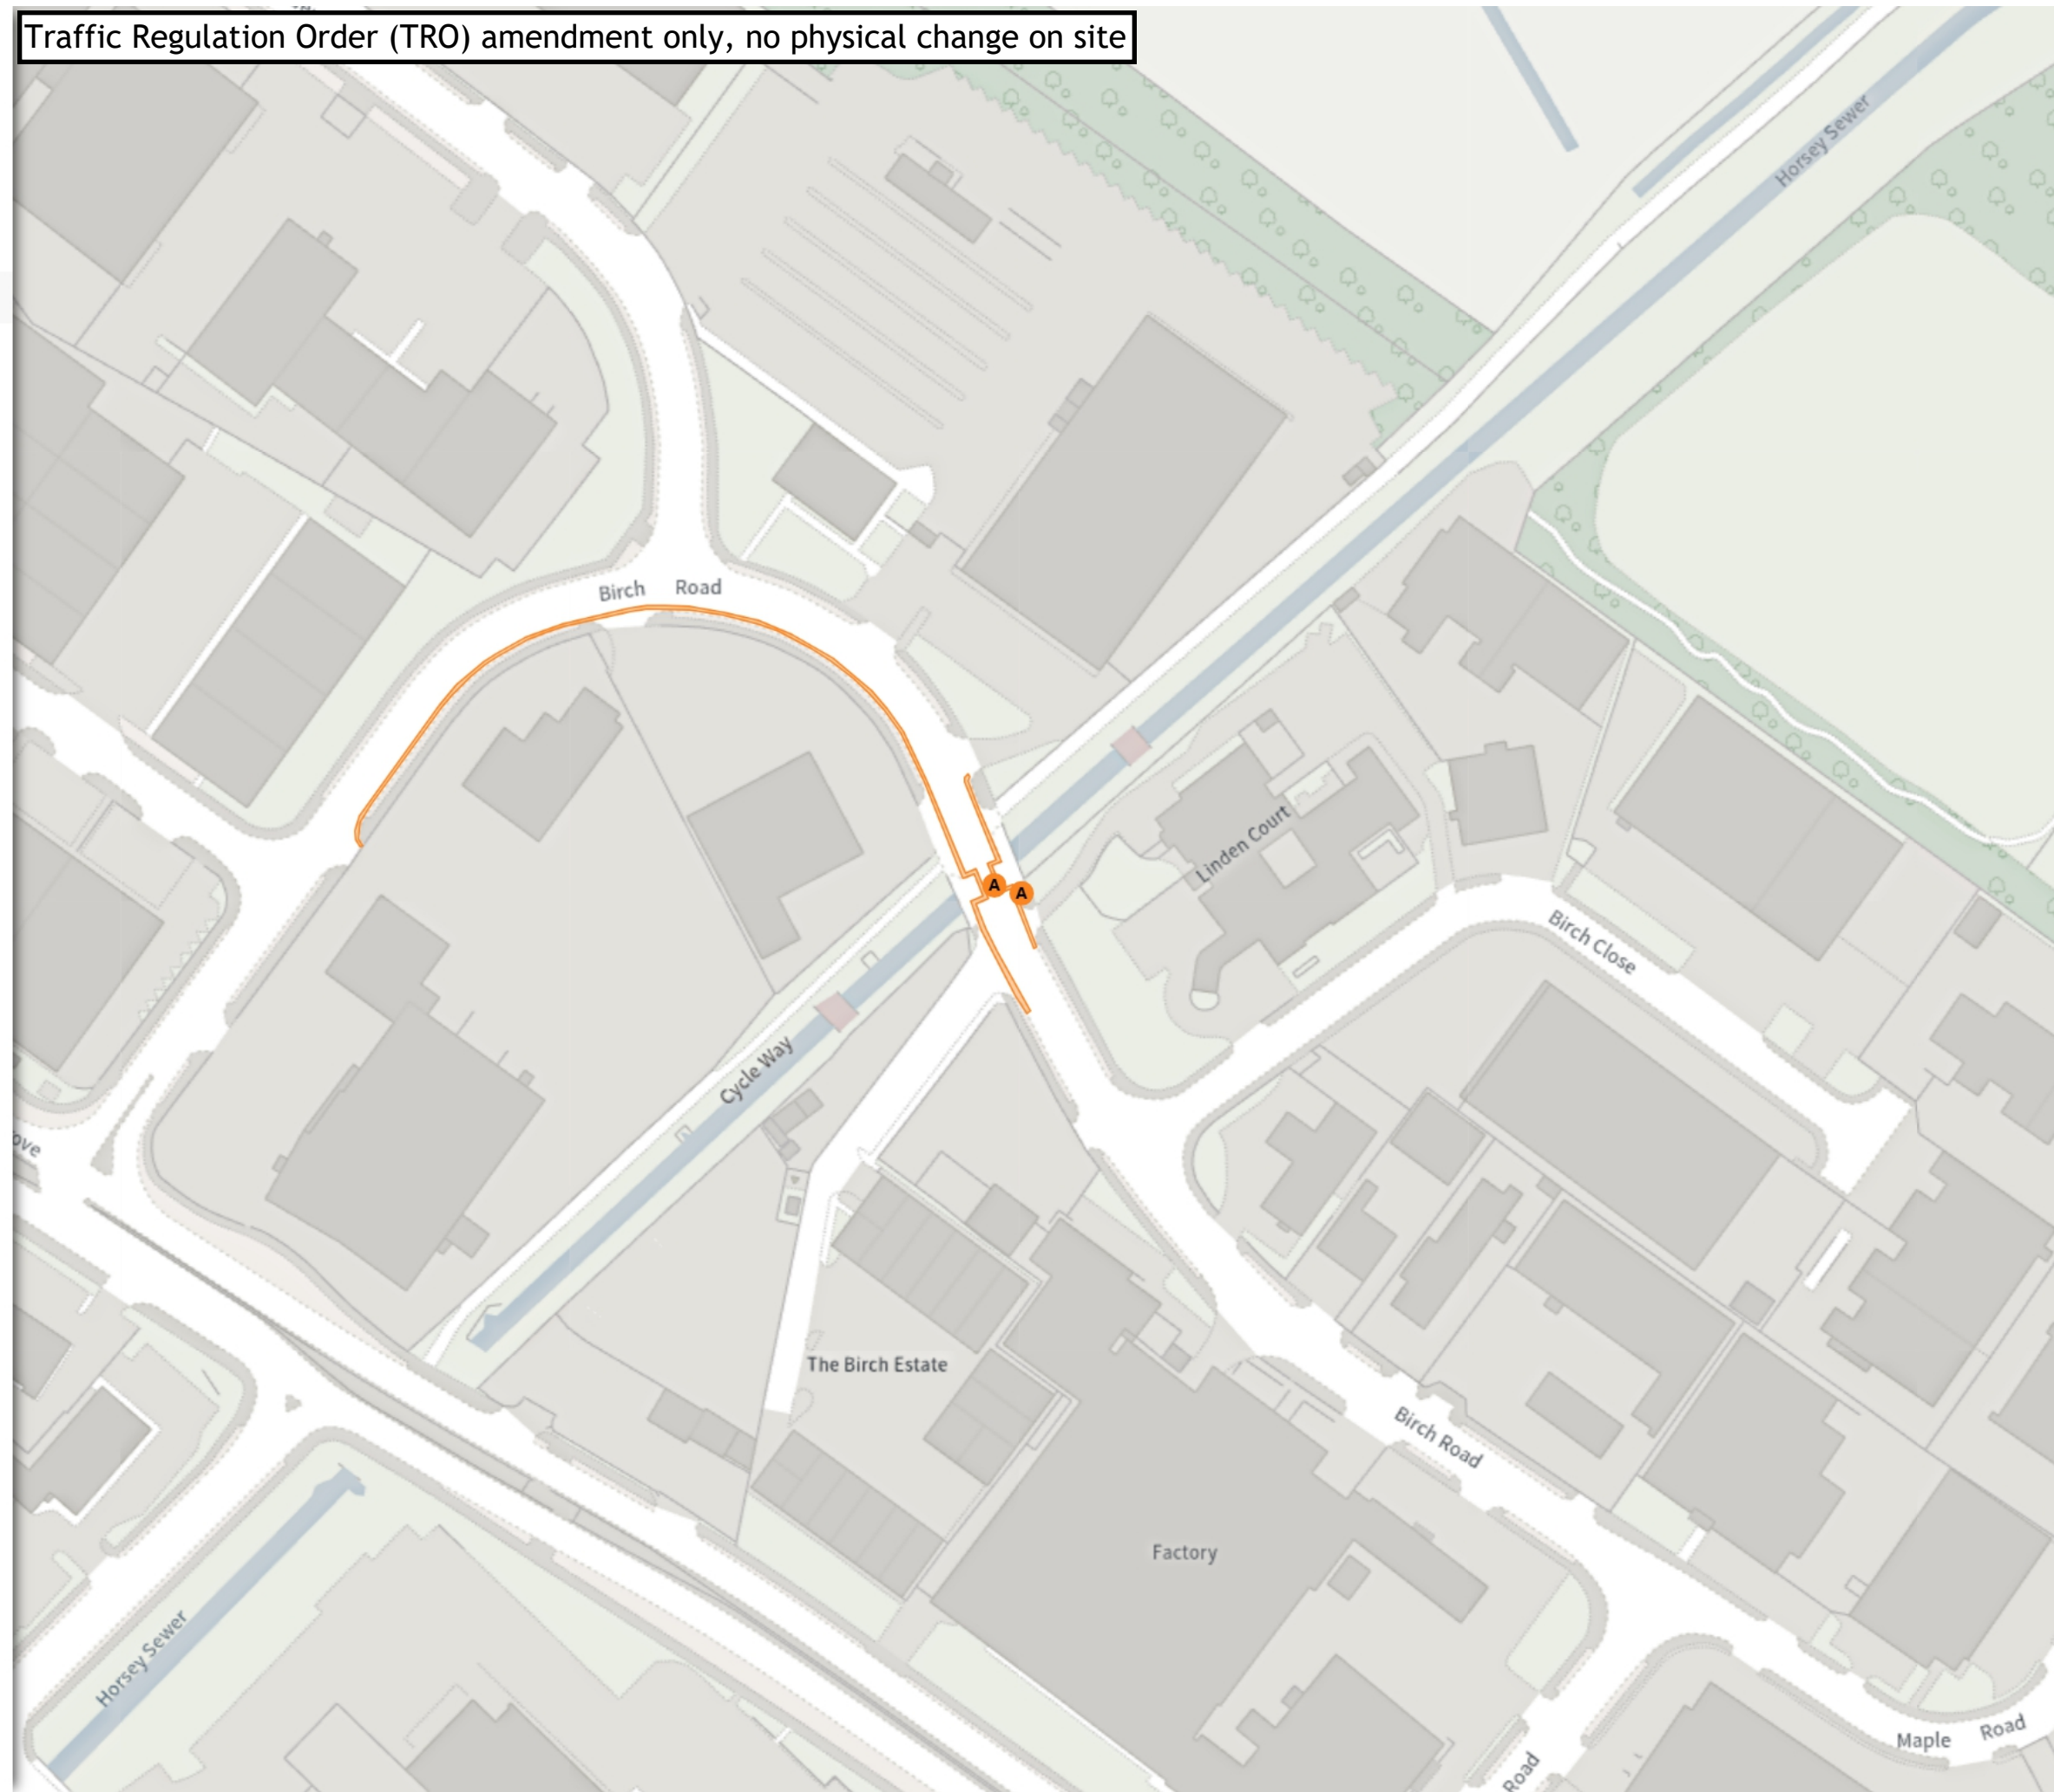 Traffic Regulation Order (TRO) amendment only, no physical change on site
Horsey Sewer
Birch Road
Linden Court
A
A
Birch Close
Cycle Way
The Birch Estate
Birch Road
Factory
Horsey Sewer
Maple Road
Road